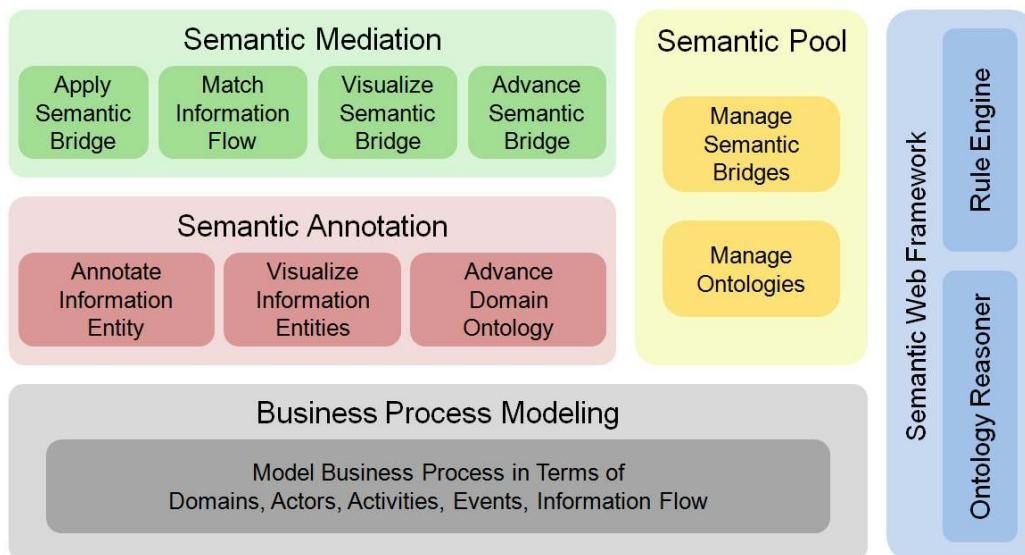 Semantic Mediation
Apply
Semantic
Bridge
Match
Information
Flow
Visualize
Semantic
Bridge
Advance
Semantic
Bridge
Semantic Annotation
Annotate
Information
Entity
Visualize
Information
Entities
Advance
Domain
Ontology
Semantic Pool
Manage
Semantic
Bridges
Manage
Ontologies
Business Process Modeling
Model Business Process in Terms of
Domains, Actors, Activities, Events, Information Flow
Semantic Web Framework
Rule Engine
Ontology Reasoner